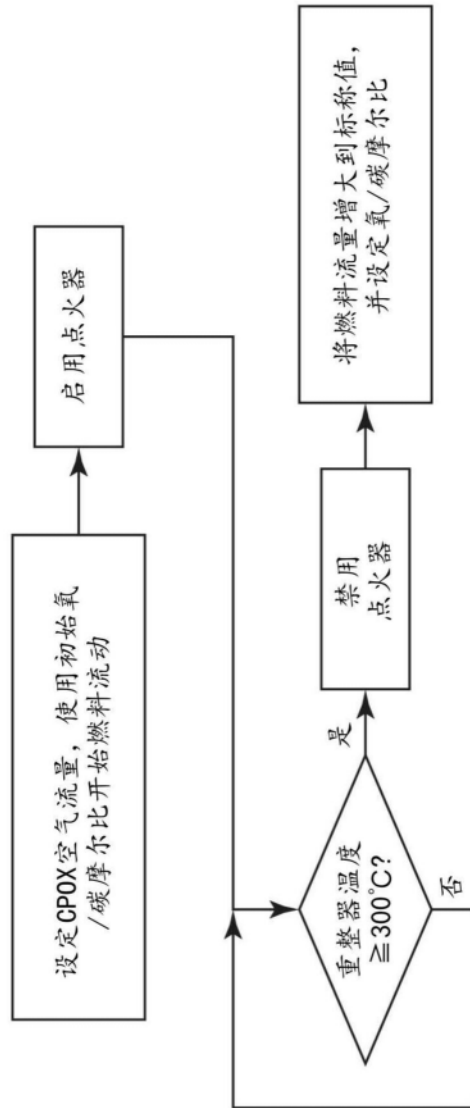 设定CPOX空气流量，使用初始氧
/碳摩尔比开始燃料流动
启用点火器
重整器温度
≧300°C?
是
否
禁用
点火器
将燃料流量增大到标称值，
并设定氧/碳摩尔比